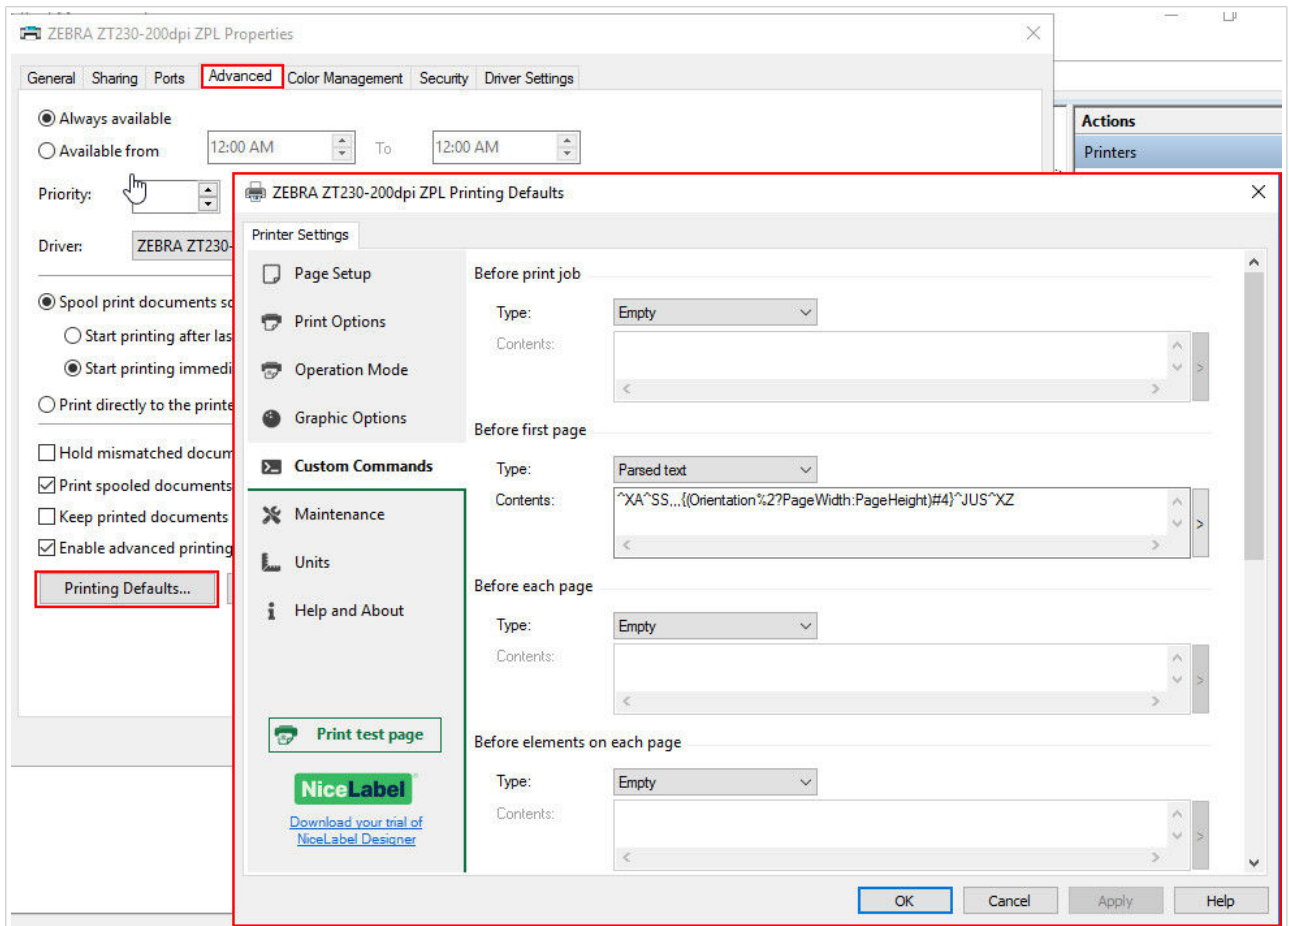 ZEBRA ZT230-200dpi ZPL Properties
General Sharing Ports Advanced Color Management Security Driver Settings
Always available
Available from 12:00 AM To 12:00 AM
Priority:
Driver: ZEBRA ZT230-
Spool print documents so
Start printing after las
Start printing immedi
Print directly to the printe
Hold mismatched docum
Print spooled documents
Keep printed documents
Enable advanced printing
Printing Defaults...
Actions
Printers
ZEBRA ZT230-200dpi ZPL Printing Defaults
Printer Settings
Page Setup
Print Options
Operation Mode
Graphic Options
Custom Commands
Maintenance
Units
Help and About
Print test page
NiceLabel
Download your trial of
NiceLabel Designer
Before print job
Type: Empty
Contents:
Before first page
Type: Parsed text
Contents: ^XA^SS,,,{(Orientation%2?PageWidth:PageHeight)#4}^JUS^XZ
Before each page
Type: Empty
Contents:
Before elements on each page
Type: Empty
Contents:
OK Cancel Apply Help